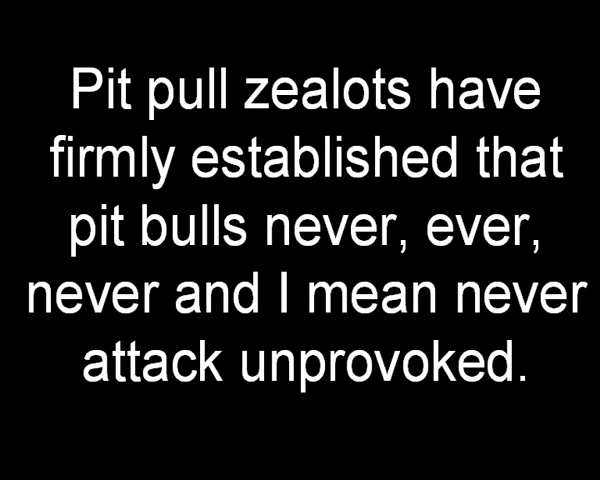 Pit pull zealots have
firmly established that
pit bulls never, ever,
never and I mean never
attack unprovoked.